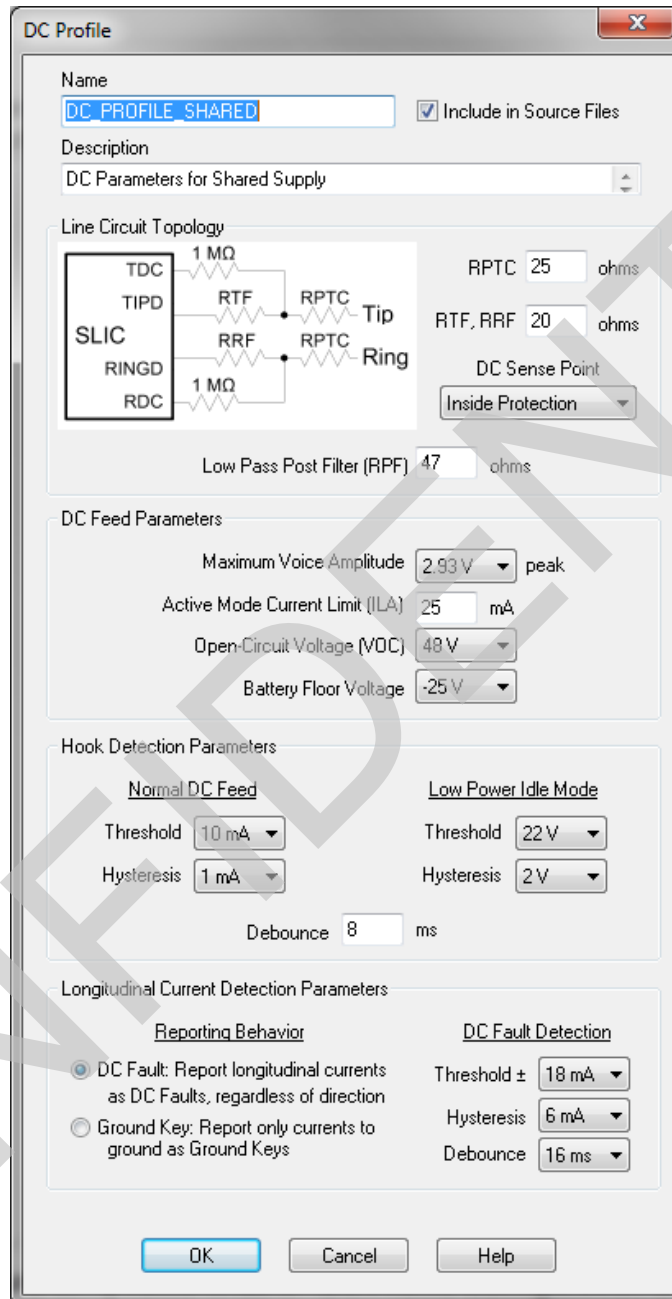 DC Profile
Name
DC_PROFILE_SHARED
Include in Source Files
Description
DC Parameters for Shared Supply
Line Circuit Topology
SLIC
TDC
TIPD
RINGD
RDC
1 MΩ
RTF RPTC Tip
RRF RPTC Ring
1 MΩ
RPTC 25 ohms
RTF, RRF 20 ohms
DC Sense Point
Inside Protection
Low Pass Post Filter (RPF) 47 ohms
DC Feed Parameters
Maximum Voice Amplitude 2.93 V peak
Active Mode Current Limit (ILA) 25 mA
Open-Circuit Voltage (VOC) 48 V
Battery Floor Voltage -25 V
Hook Detection Parameters
Normal DC Feed
Threshold 10 mA
Hysteresis 1 mA
Low Power Idle Mode
Threshold 22 V
Hysteresis 2 V
Debounce 8 ms
Longitudinal Current Detection Parameters
Reporting Behavior
DC Fault: Report longitudinal currents
as DC Faults, regardless of direction
Ground Key: Report only currents to
ground as Ground Keys
DC Fault Detection
Threshold ± 18 mA
Hysteresis 6 mA
Debounce 16 ms
OK Cancel Help
NFIDENT